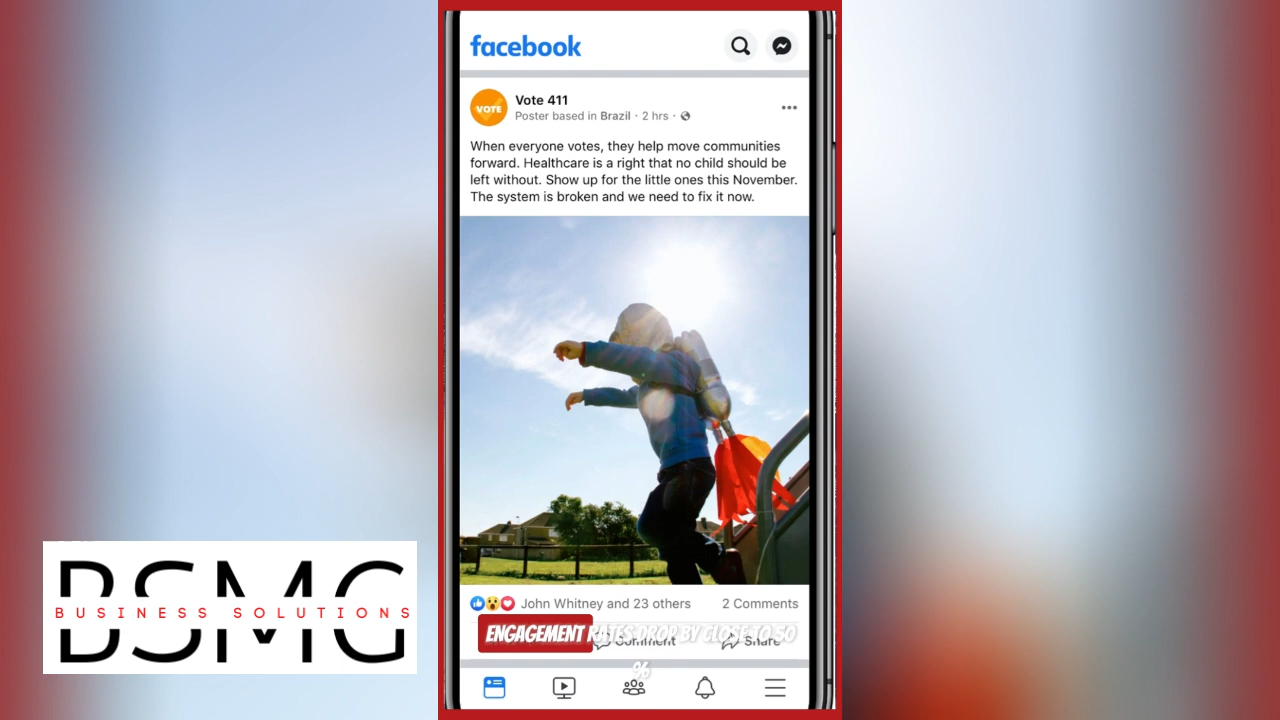 facebook
VOTE
Vote 411
Poster based in Brazil · 2 hrs ·
When everyone votes, they help move communities
forward. Healthcare is a right that no child should be
left without. Show up for the little ones this November.
The system is broken and we need to fix it now.
John Whitney and 23 others
2 Comments
ENGAGEMENT RATES DROP BY CLOSE TO 50
%
Comment
Share
BSMG
BUSINESS SOLUTIONS